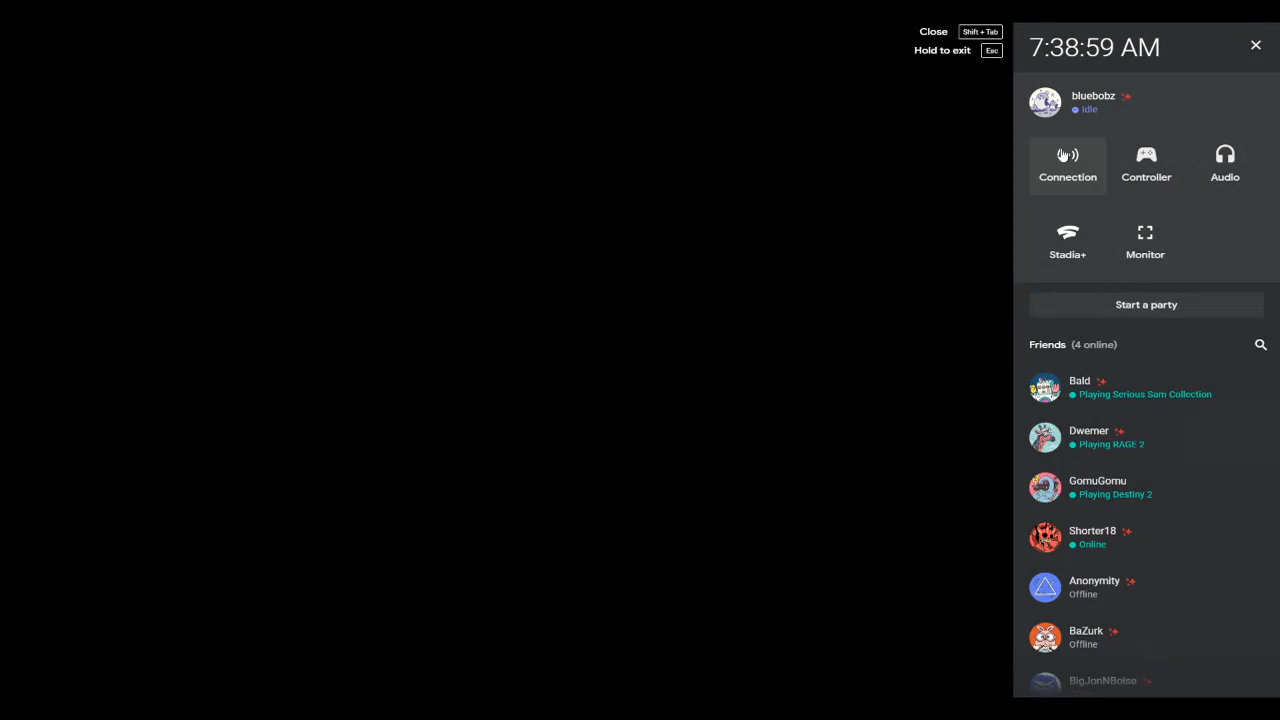 Close Shift + Tab
Hold to exit Esc
7:38:59 AM
bluebobz
Idle
Connection Controller Audio
Stadia+ Monitor
Start a party
Friends (4 online)
Bald
Playing Serious Sam Collection
Dwemer
Playing RAGE 2
GomuGomu
Playing Destiny 2
Shorter18
Online
Anonymity
Offline
BaZurk
Offline
BigJonNBoise